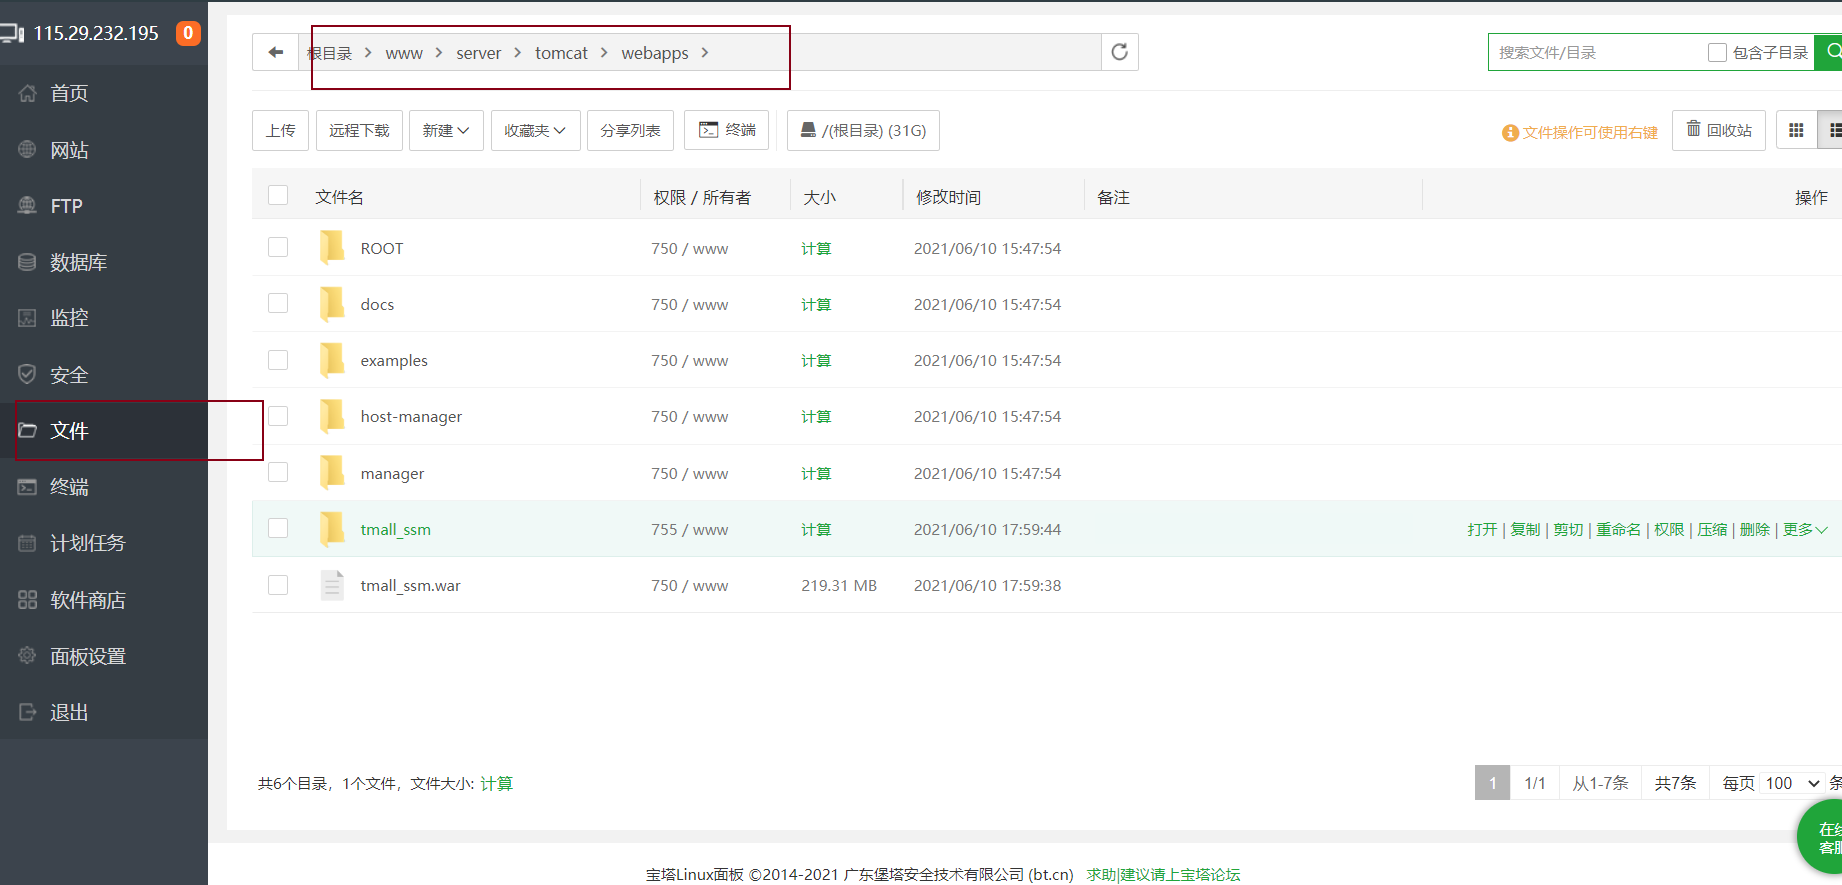 115.29.232.195 0
首页
网站
FTP
数据库
监控
安全
文件
终端
计划任务
软件商店
面板设置
退出
根目录 > www > server > tomcat > webapps >
搜索文件/目录 包含子目录
上传 远程下载 新建 收藏夹 分享列表 终端 /(根目录) (31G) 文件操作可使用右键 回收站
文件名 权限 / 所有者 大小 修改时间 备注 操作
ROOT 750 / www 计算 2021/06/10 15:47:54
docs 750 / www 计算 2021/06/10 15:47:54
examples 750 / www 计算 2021/06/10 15:47:54
host-manager 750 / www 计算 2021/06/10 15:47:54
manager 750 / www 计算 2021/06/10 15:47:54
tmall_ssm 755 / www 计算 2021/06/10 17:59:44 打开 | 复制 | 剪切 | 重命名 | 权限 | 压缩 | 删除 | 更多
tmall_ssm.war 750 / www 219.31 MB 2021/06/10 17:59:38
共6个目录，1个文件，文件大小: 计算
1 1/1 从1-7条 共7条 每页 100 条
在线
客服
宝塔Linux面板 ©2014-2021 广东堡塔安全技术有限公司 (bt.cn) 求助|建议请上宝塔论坛